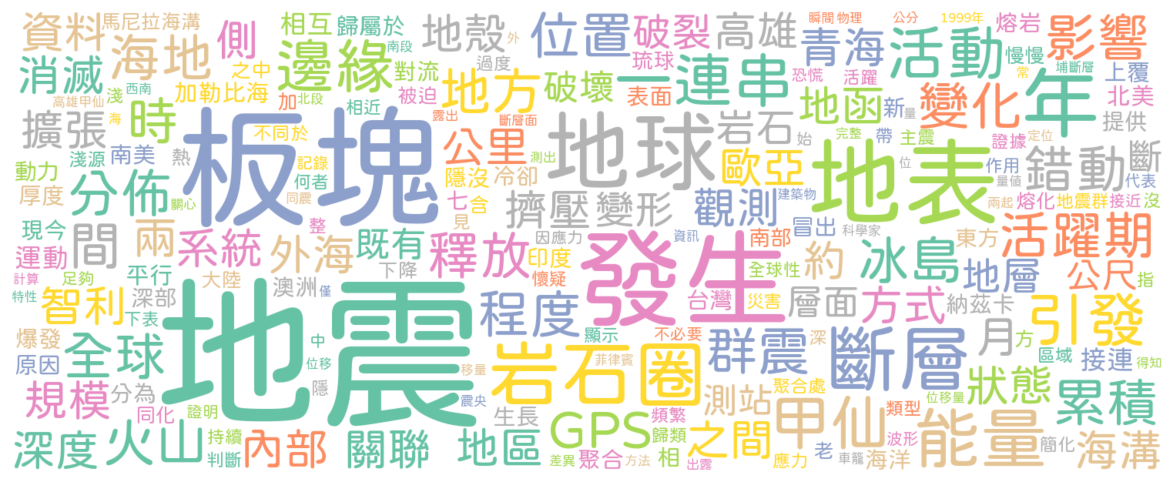 資料 馬尼拉海溝 側 相互 歸屬於 地殼 外 位置 破裂 高雄 瞬間 物理 公分 1999年 熔岩 影響
消滅 海地 之中 邊緣 南段 對流 過度 琉球 青海 活動 慢慢 埔斷層 上覆
高雄甲仙 淺 西南 加勒比海 加 北段 相近 被迫 地方 破壞 一連串 表面 恐慌 活躍 地函 新 量 常 年 北美
擴張 海 時 不同於 板塊 露出 斷層面 公里 地球 岩石 始 完整 帶 主震 變化 證據 定位 提供
動力 淺源 南美 熱 記錄 何者 同震 隱沒 測出 冷卻 歐亞 地表 位 作用 量值 錯動 斷 代表
厚度 分佈 關心 七 含 見 擠壓 變形 觀測 建築物 冒出 兩起 熔化 地震群 接近 沒
現今 間 兩 系統 整 外海 既有 釋放 因應力 印度 發生 資訊 南部 科學家 約 冰島 東方 活躍期
運動 計算 足夠 平行 大陸 澳洲 僅 下降 懷疑 全球性 地層 公尺 指
特性 智利 深部 下表 地震 程度 台灣 災害 層面 方式 納茲卡 引發
爆發 全球 中 顯示 不必要 群震 深 斷層 月 方 區域 接連 得知
原因 位移 移量 岩石圈 菲律賓 聚合處 位移量 狀態 累積
規模 分為 同化 證明 隱 震央 生長 GPS 頻繁 測站 甲仙 類型 能量 簡化
深度 火山 持續 判斷 內部 關聯 地區 差異 聚合 方法 歸類 相 出露 之間 應力 老 車籠 波形 海洋 海溝